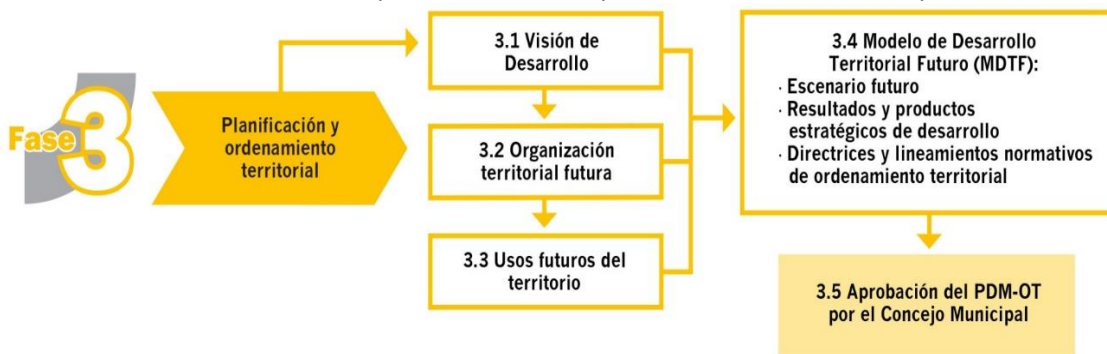 Fase 3
Planificación y
ordenamiento
territorial
3.1 Visión de
Desarrollo
3.2 Organización
territorial futura
3.3 Usos futuros del
territorio
3.4 Modelo de Desarrollo
Territorial Futuro (MDTF):
· Escenario futuro
· Resultados y productos
estratégicos de desarrollo
· Directrices y lineamientos normativos
de ordenamiento territorial
3.5 Aprobación del PDM-OT
por el Concejo Municipal